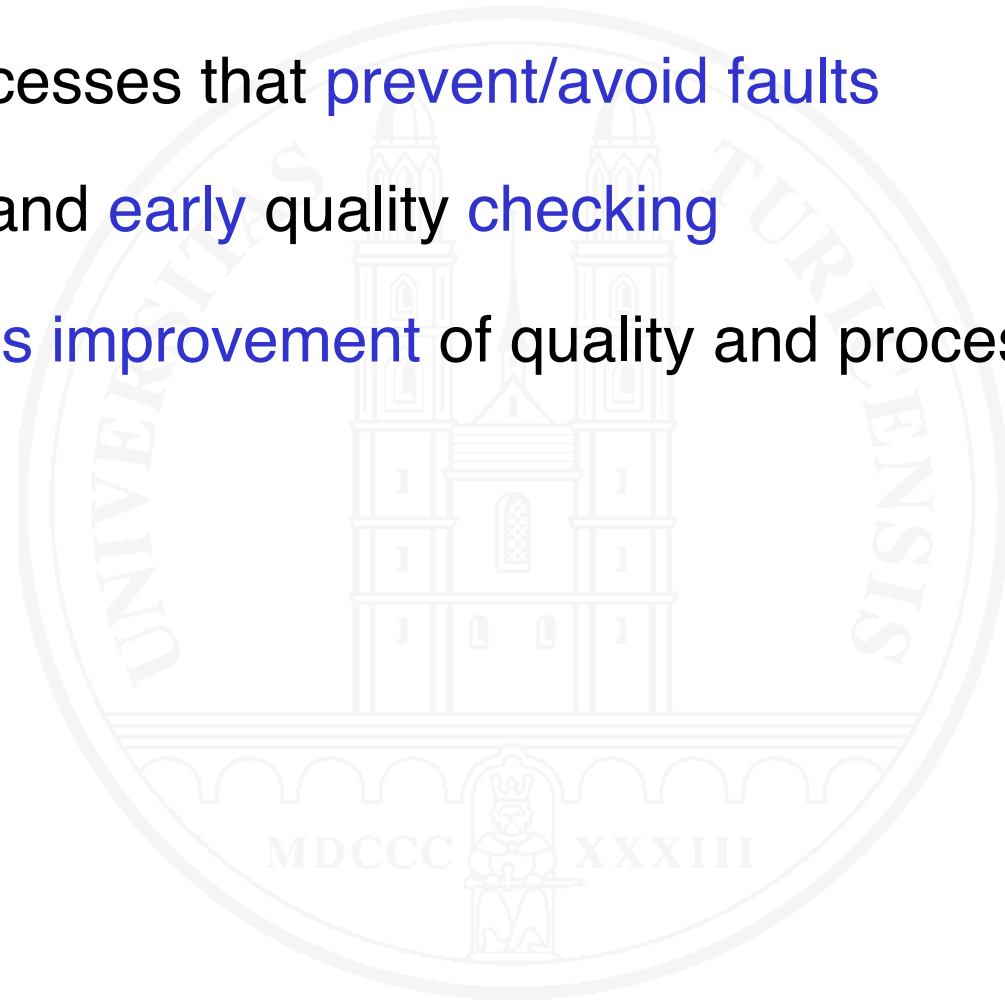 cesses that prevent/avoid faults
and early quality checking
s improvement of quality and proces
UNIVERSITAS TURICENSIS
MDCCC XXXIII